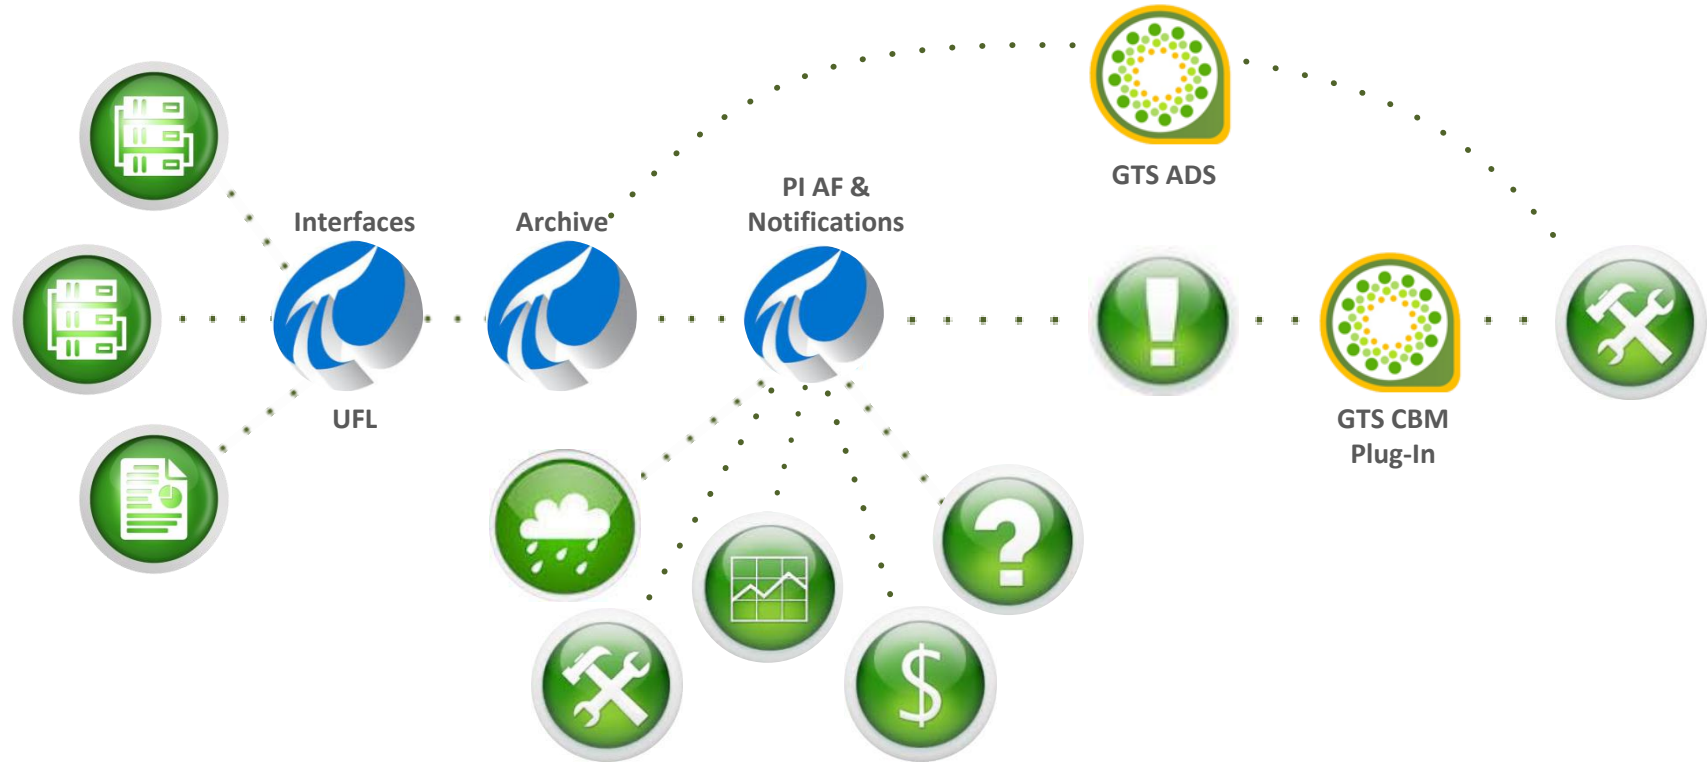 GTS ADS
PI AF &
Notifications
Interfaces
Archive
UFL
GTS CBM
Plug-In